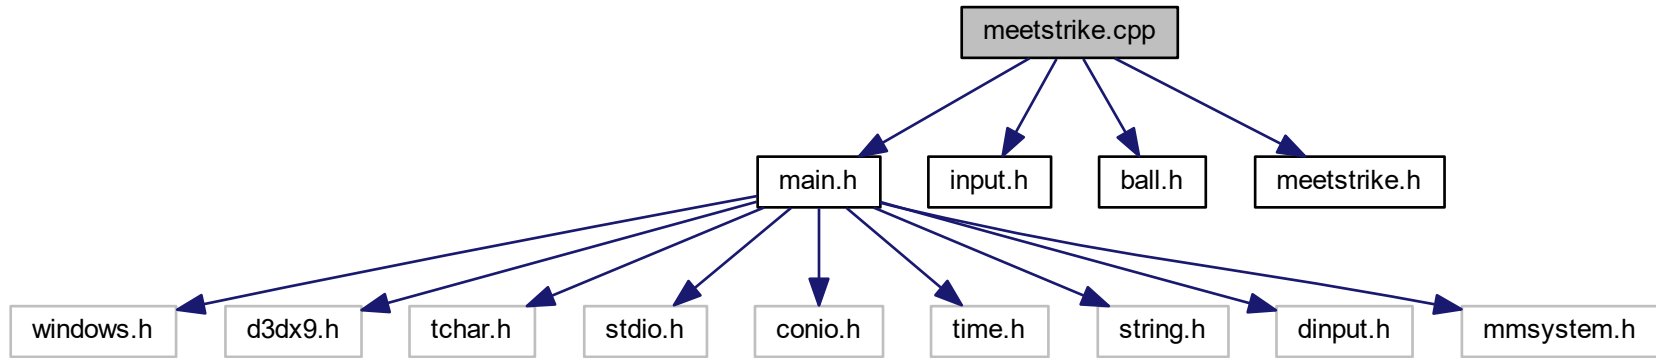 meetstrike.cpp
main.h
input.h
ball.h
meetstrike.h
windows.h
d3dx9.h
tchar.h
stdio.h
conio.h
time.h
string.h
dinput.h
mmsystem.h